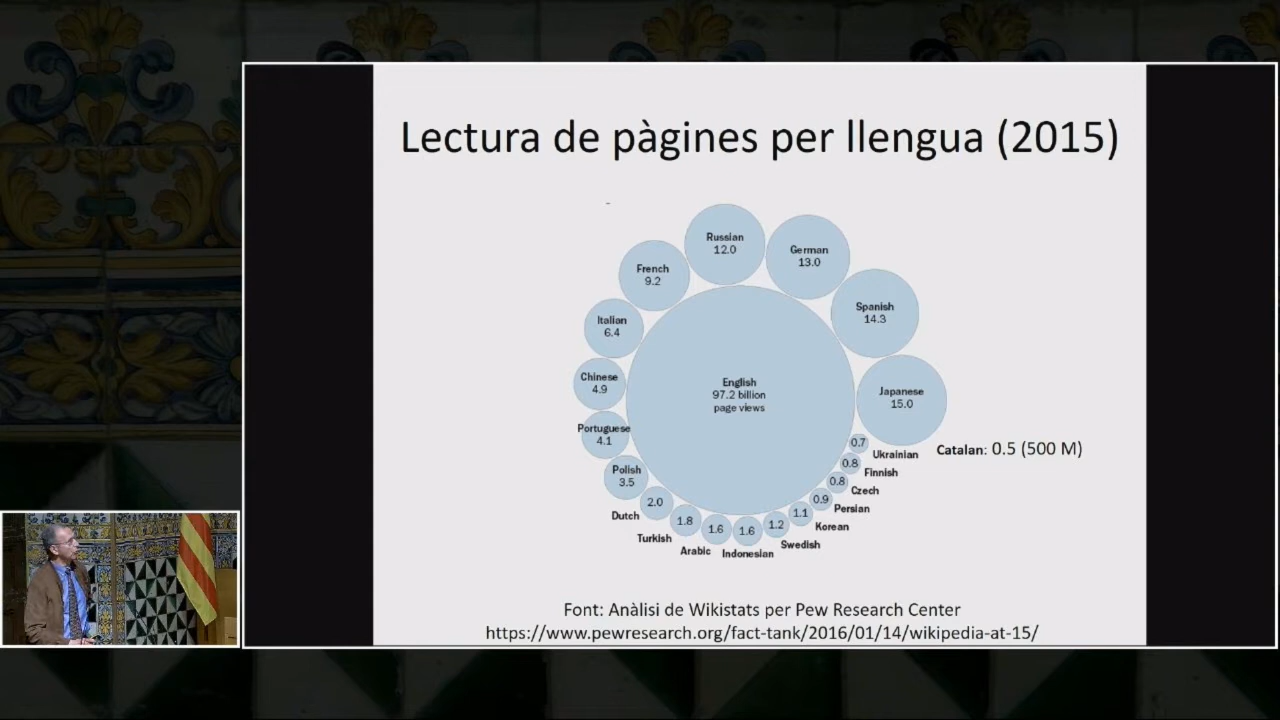 Lectura de pàgines per llengua (2015)
Russian
12.0
German
13.0
French
9.2
Spanish
14.3
Italian
6.4
Chinese
4.9
English
97.2 billion
page views
Japanese
15.0
Portuguese
4.1
0.7
Ukrainian
Catalan: 0.5 (500 M)
Polish
3.5
0.8
Finnish
0.8
Czech
2.0
Dutch
0.9
Persian
1.8
Turkish
1.6
Arabic
1.6
Indonesian
1.2
Swedish
1.1
Korean
Font: Anàlisi de Wikistats per Pew Research Center
https://www.pewresearch.org/fact-tank/2016/01/14/wikipedia-at-15/